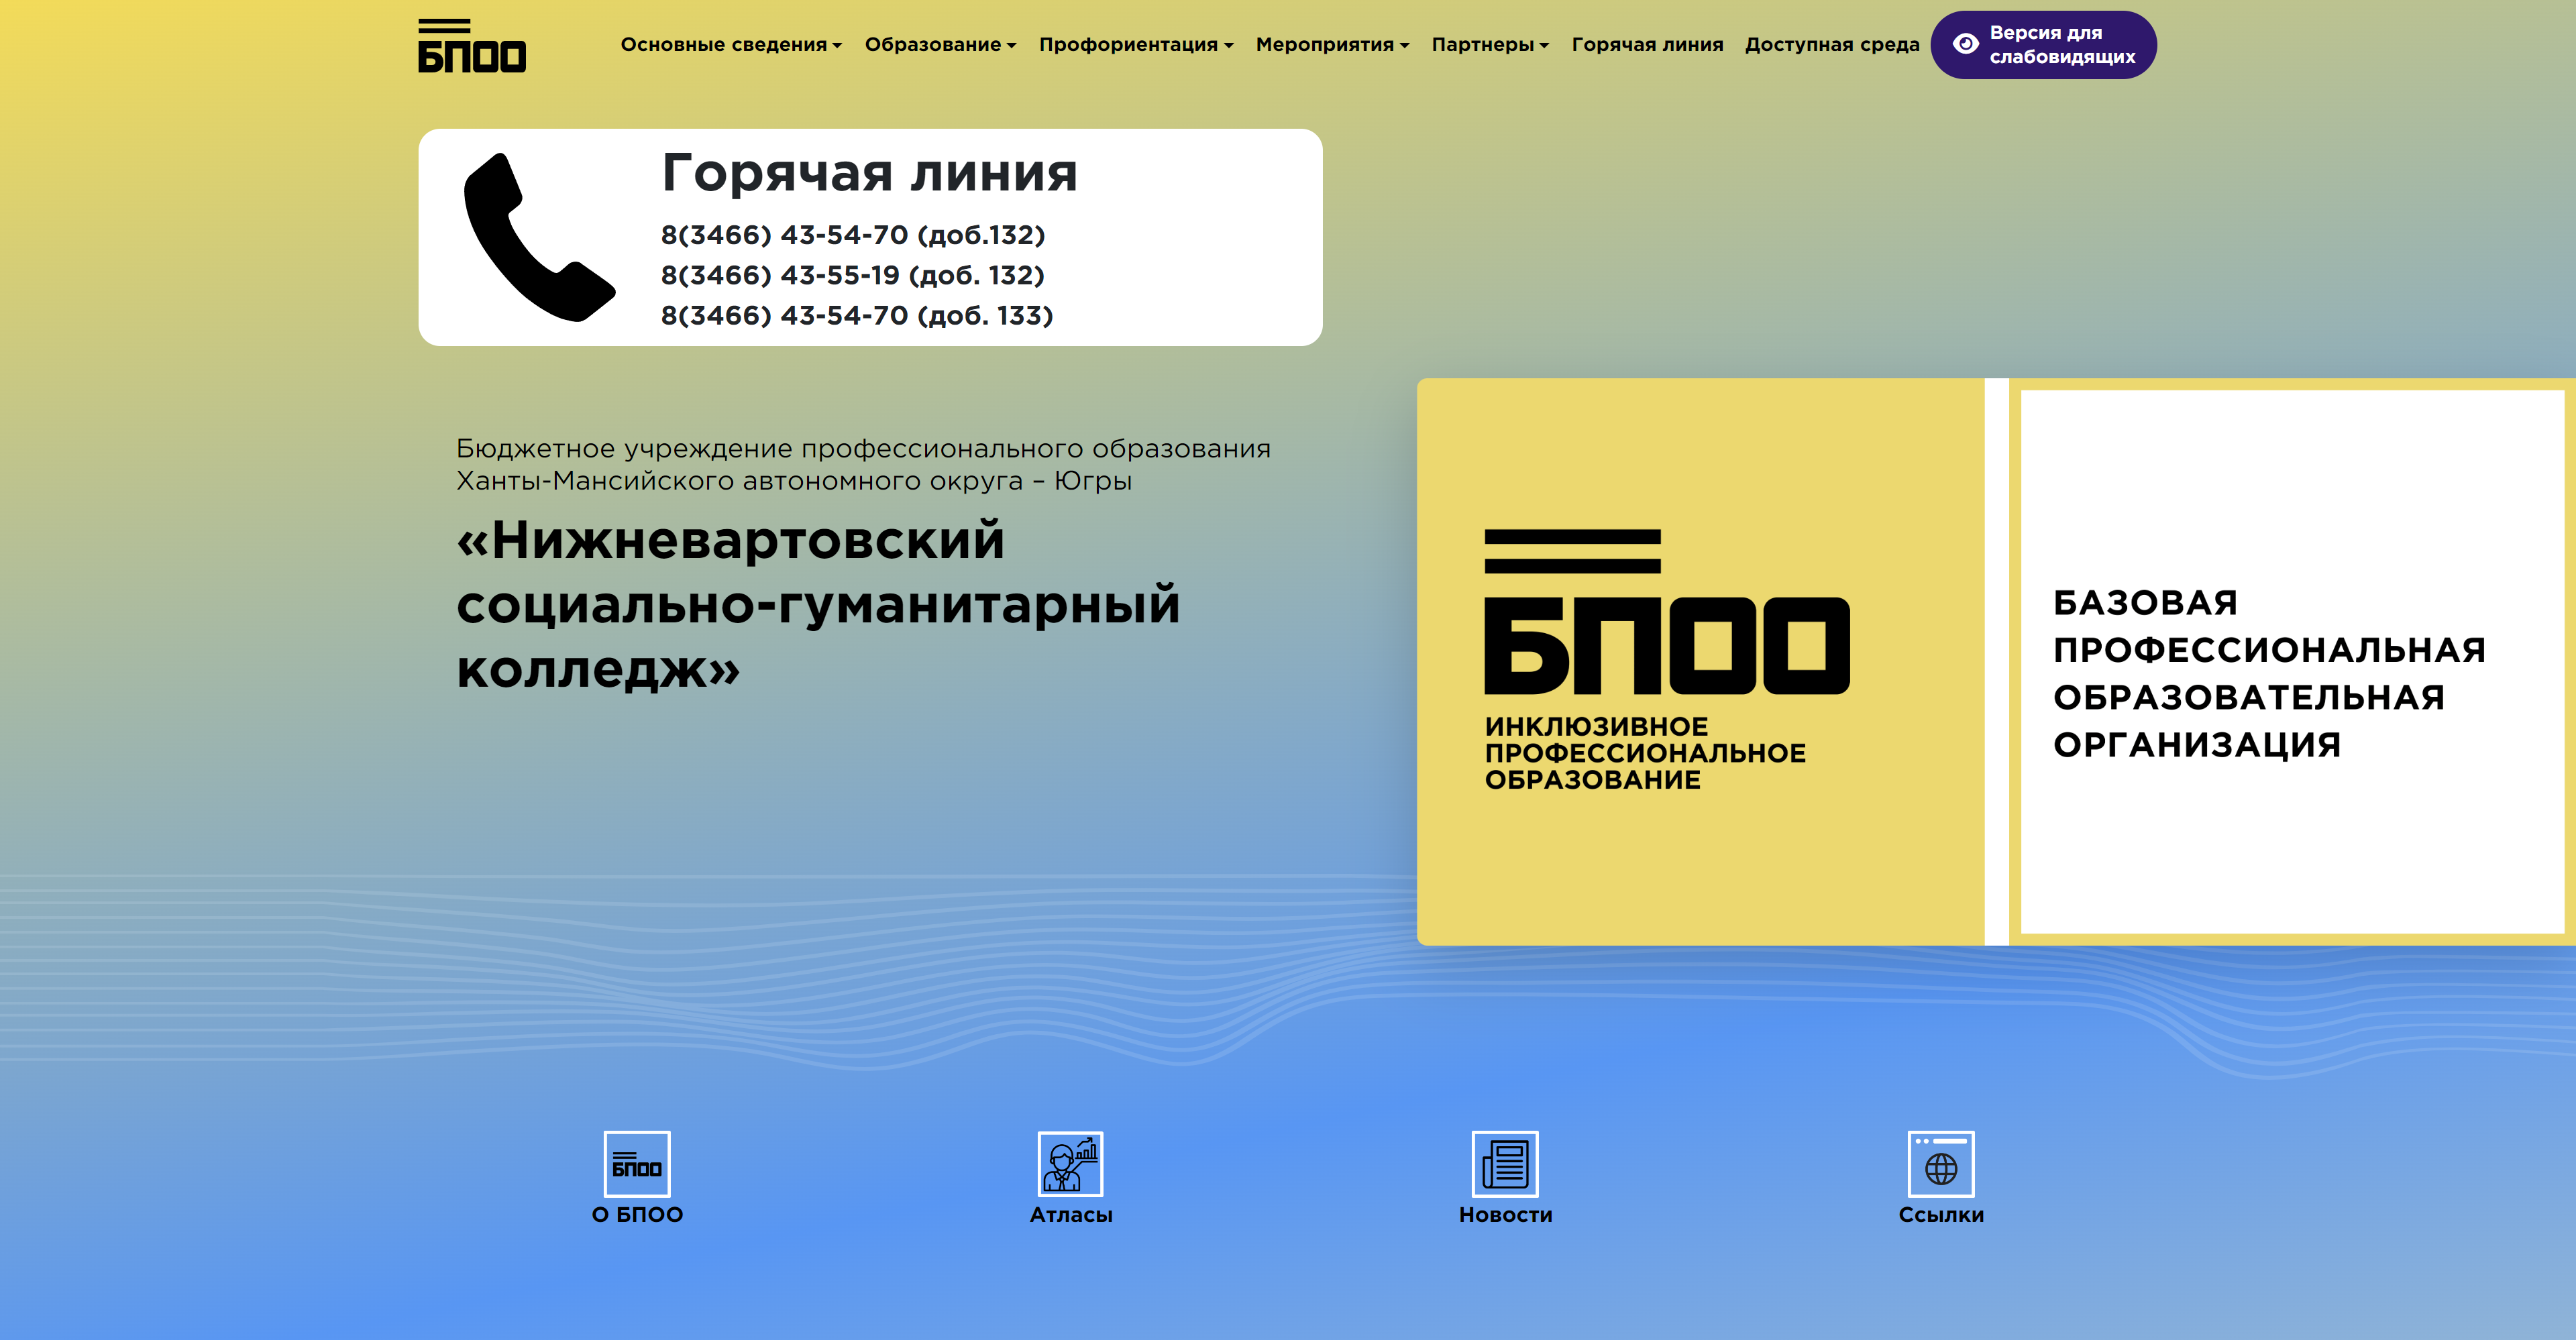 БПОО
Основные сведения
Образование
Профориентация
Мероприятия
Партнеры
Горячая линия
Доступная среда
Версия для
слабовидящих
Горячая линия
8(3466) 43-54-70 (доб.132)
8(3466) 43-55-19 (доб. 132)
8(3466) 43-54-70 (доб. 133)
Бюджетное учреждение профессионального образования
Ханты-Мансийского автономного округа – Югры
«Нижневартовский
социально-гуманитарный
колледж»
БПОО
ИНКЛЮЗИВНОЕ
ПРОФЕССИОНАЛЬНОЕ
ОБРАЗОВАНИЕ
БАЗОВАЯ
ПРОФЕССИОНАЛЬНАЯ
ОБРАЗОВАТЕЛЬНАЯ
ОРГАНИЗАЦИЯ
БПОО
О БПОО
Атласы
Новости
Ссылки